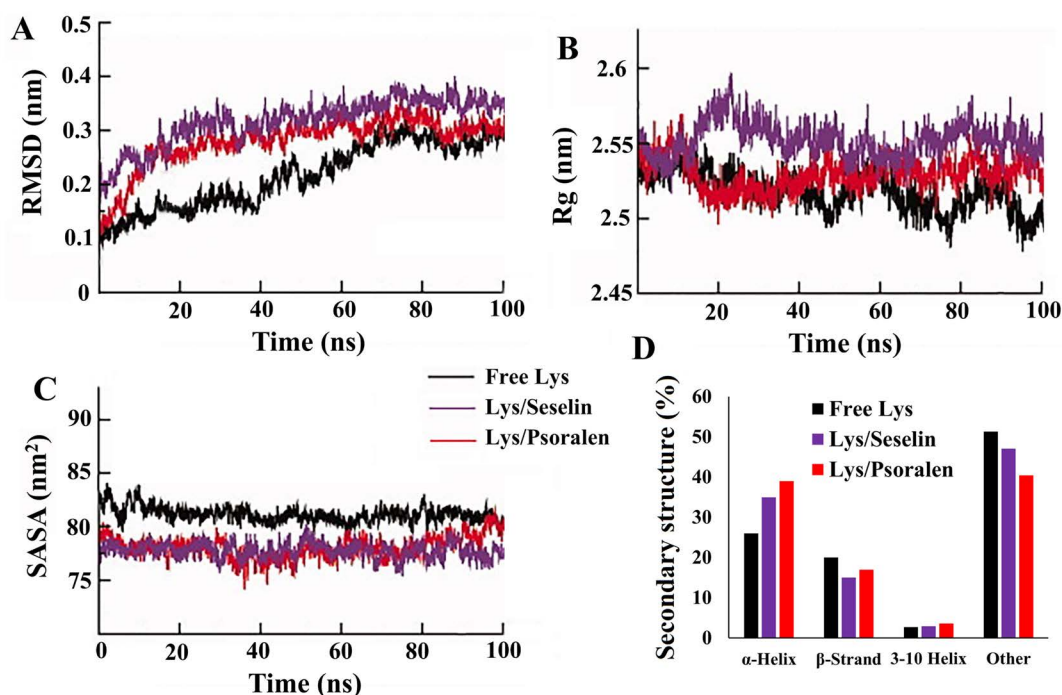 A
RMSD (nm)
0.5
0.4
0.3
0.2
0.1
0
20
40
60
80
100
Time (ns)
B
Rg (nm)
2.6
2.55
2.5
2.45
20
40
60
80
100
Time (ns)
C
SASA (nm²)
90
85
80
75
0
20
40
60
80
100
Time (ns)
Free Lys
Lys/Seselin
Lys/Psoralen
D
Secondary structure (%)
60
50
40
30
20
10
0
Free Lys
Lys/Seselin
Lys/Psoralen
α-Helix
β-Strand
3-10 Helix
Other